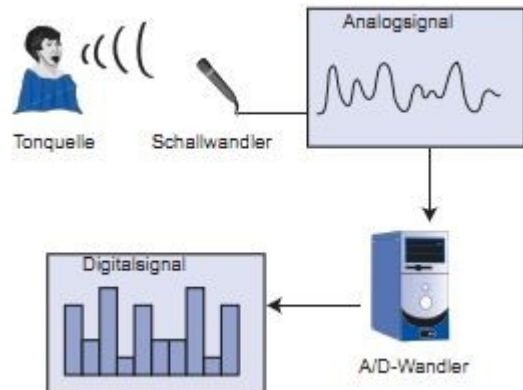 Analogsignal
Tonquelle
Schallwandler
Digitalsignal
A/D-Wandler